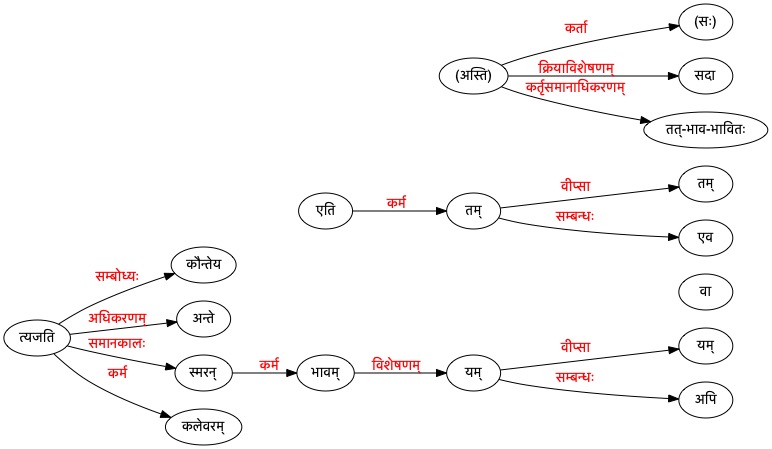 कर्ता
(सः)
(अस्ति)
क्रियाविशेषणम्
सदा
कर्तृसमानाधिकरणम्
तत्-भाव-भावितः
एति
कर्म
तम्
वीप्सा
तम्
सम्बन्धः
एव
वा
त्यजति
सम्बोध्यः
कौन्तेय
अधिकरणम्
अन्ते
समानकालः
स्मरन्
कर्म
भावम्
विशेषणम्
यम्
वीप्सा
यम्
सम्बन्धः
अपि
कर्म
कलेवरम्